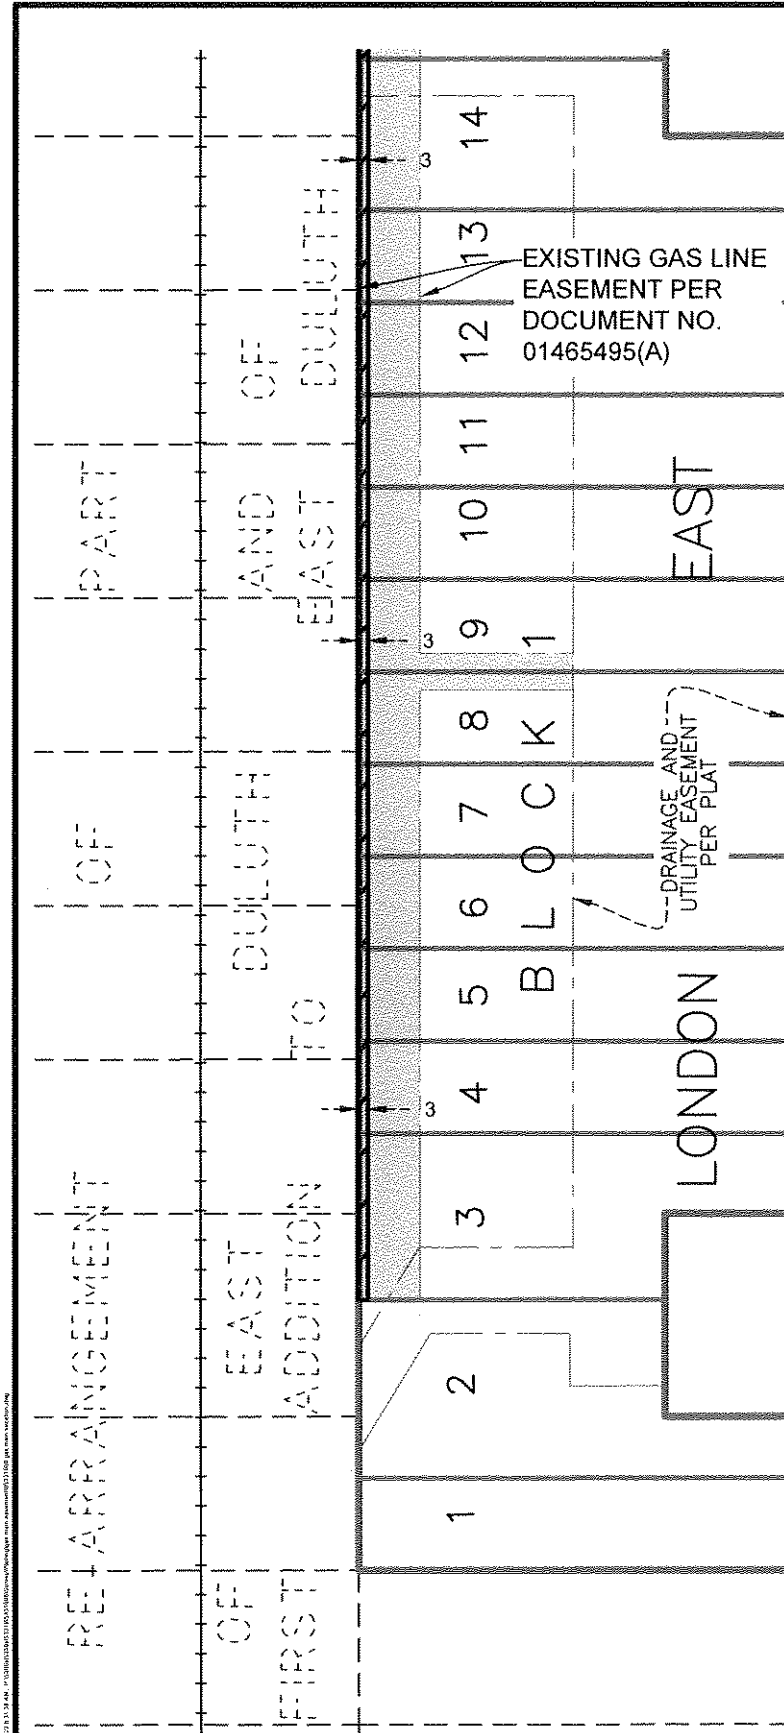 RE-ARRANGEMENT OF PART
OF EAST DULUTH AND OF
FIRST ADDITION TO EAST DULUTH
EXISTING GAS LINE
EASEMENT PER
DOCUMENT NO.
01465495(A)
DRAINAGE AND
UTILITY EASEMENT
PER PLAT
LONDON EAST
BLOCK 1
14
13
12
11
10
9
8
7
6
5
4
3
2
1
3
3
3